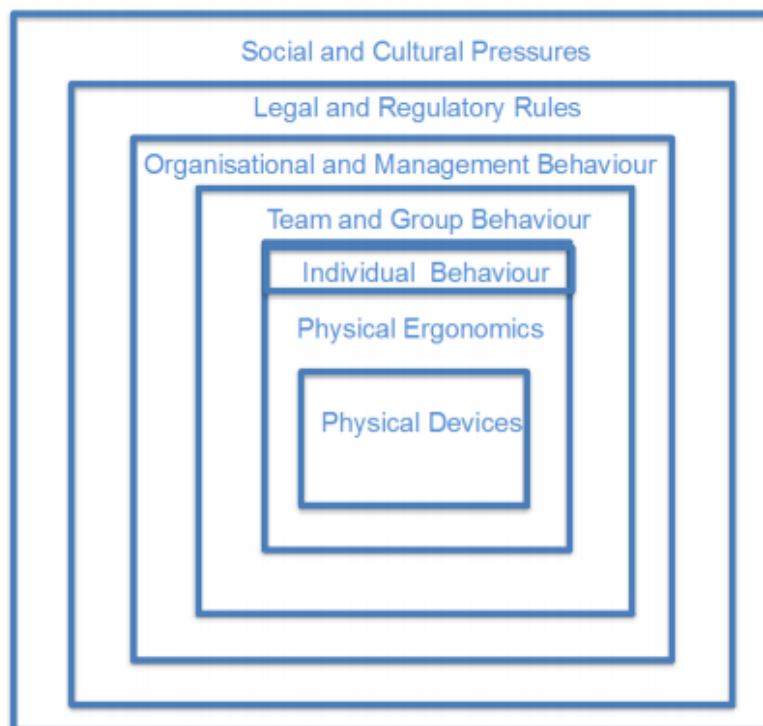 Social and Cultural Pressures
Legal and Regulatory Rules
Organisational and Management Behaviour
Team and Group Behaviour
Individual Behaviour
Physical Ergonomics
Physical Devices